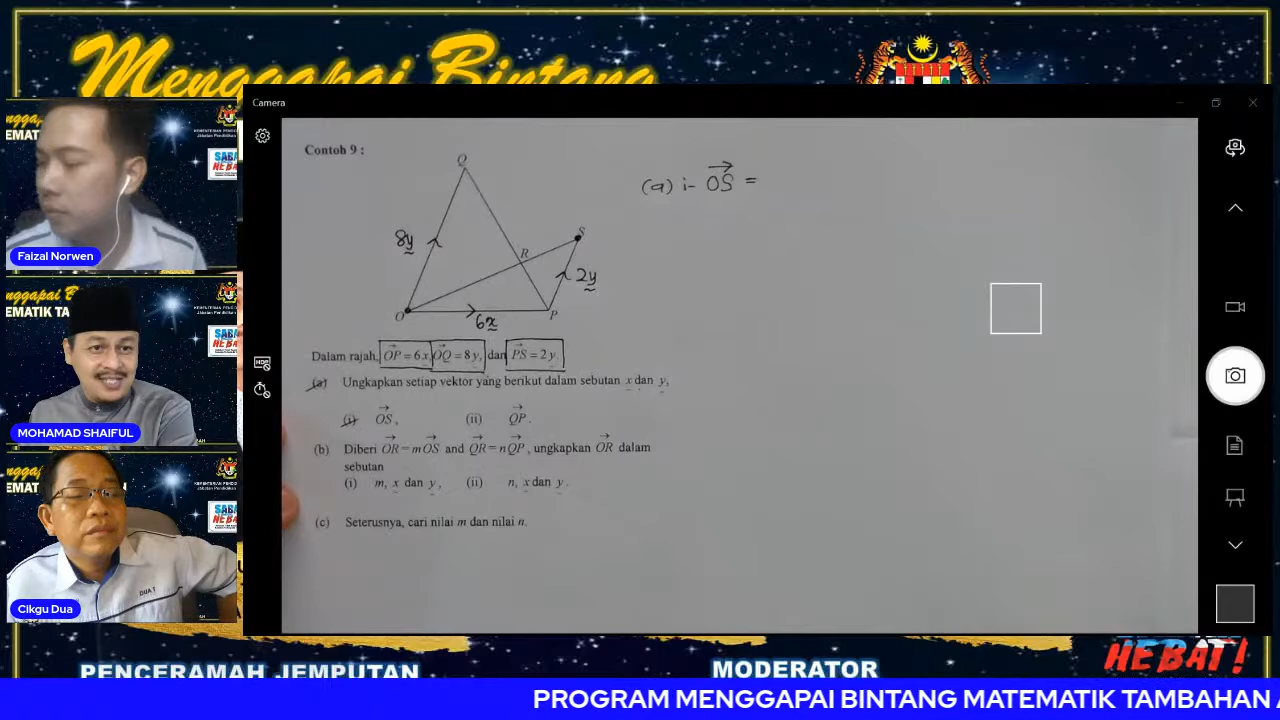 Menggapai Bintang
Camera
Faizal Norwen
MOHAMAD SHAIFUL
Cikgu Dua
Contoh 9 :
Q
8y
S
R
2y
O
6x
P
(a) i- OS =
Dalam rajah, OP = 6x, OQ = 8y, dan PS = 2y.
(a) Ungkapkan setiap vektor yang berikut dalam sebutan x dan y,
(i) OS, (ii) QP.
(b) Diberi OR = mOS and QR = nQP, ungkapkan OR dalam
sebutan
(i) m, x dan y, (ii) n, x dan y.
(c) Seterusnya, cari nilai m dan nilai n.
PENCERAMAH JEMPUTAN
MODERATOR
HEBAT!
PROGRAM MENGGAPAI BINTANG MATEMATIK TAMBAHAN